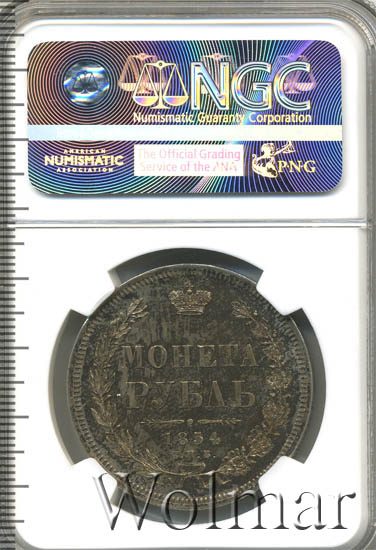 NGC
Numismatic Guaranty Corporation
AMERICAN
NUMISMATIC
ASSOCIATION
The Official Grading
Service of the ANA
PNG
МОНЕТА
РУБЛЬ
1854
Wolmar